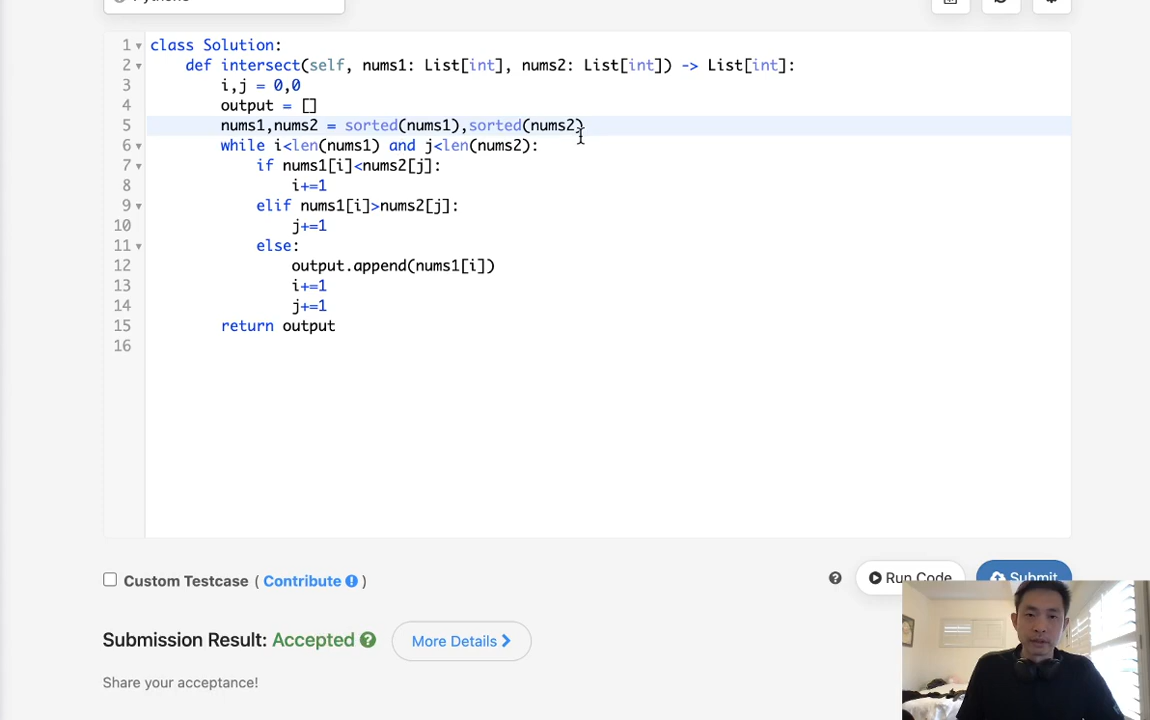 1 class Solution:
2 def intersect(self, nums1: List[int], nums2: List[int]) -> List[int]:
3 i,j = 0,0
4 output = []
5 nums1,nums2 = sorted(nums1),sorted(nums2)
6 while i<len(nums1) and j<len(nums2):
7 if nums1[i]<nums2[j]:
8 i+=1
9 elif nums1[i]>nums2[j]:
10 j+=1
11 else:
12 output.append(nums1[i])
13 i+=1
14 j+=1
15 return output
16
Custom Testcase ( Contribute )
Run Code
Submit
Submission Result: Accepted
More Details
Share your acceptance!